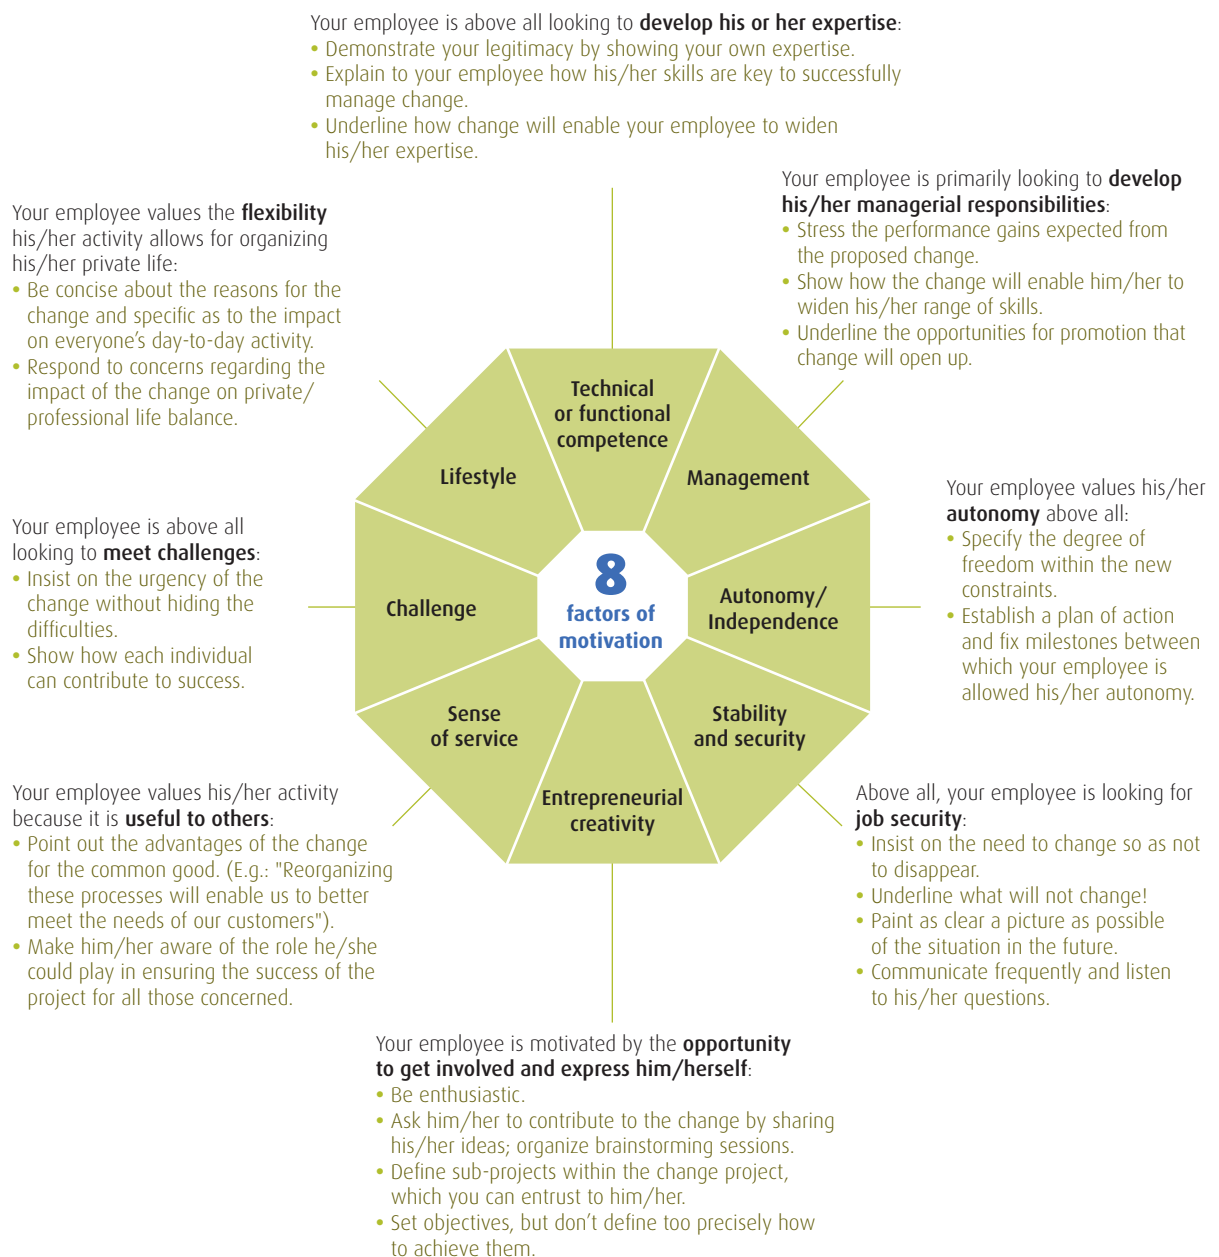 Your employee is above all looking to develop his or her expertise:
• Demonstrate your legitimacy by showing your own expertise.
• Explain to your employee how his/her skills are key to successfully
manage change.
• Underline how change will enable your employee to widen
his/her expertise.
Your employee is primarily looking to develop
his/her managerial responsibilities:
• Stress the performance gains expected from
the proposed change.
• Show how the change will enable him/her to
widen his/her range of skills.
• Underline the opportunities for promotion that
change will open up.
Your employee values the flexibility
his/her activity allows for organizing
his/her private life:
• Be concise about the reasons for the
change and specific as to the impact
on everyone's day-to-day activity.
• Respond to concerns regarding the
impact of the change on private/
professional life balance.
Technical
or functional
competence
Lifestyle
Management
Your employee values his/her
autonomy above all:
• Specify the degree of
freedom within the new
constraints.
• Establish a plan of action
and fix milestones between
which your employee is
allowed his/her autonomy.
Your employee is above all
looking to meet challenges:
• Insist on the urgency of the
change without hiding the
difficulties.
• Show how each individual
can contribute to success.
Challenge
8
factors of
motivation
Autonomy/
Independence
Sense
of service
Stability
and security
Entrepreneurial
creativity
Your employee values his/her activity
because it is useful to others:
• Point out the advantages of the change
for the common good. (E.g.: "Reorganizing
these processes will enable us to better
meet the needs of our customers").
• Make him/her aware of the role he/she
could play in ensuring the success of the
project for all those concerned.
Above all, your employee is looking for
job security:
• Insist on the need to change so as not
to disappear.
• Underline what will not change!
• Paint as clear a picture as possible
of the situation in the future.
• Communicate frequently and listen
to his/her questions.
Your employee is motivated by the opportunity
to get involved and express him/herself:
• Be enthusiastic.
• Ask him/her to contribute to the change by sharing
his/her ideas; organize brainstorming sessions.
• Define sub-projects within the change project,
which you can entrust to him/her.
• Set objectives, but don't define too precisely how
to achieve them.